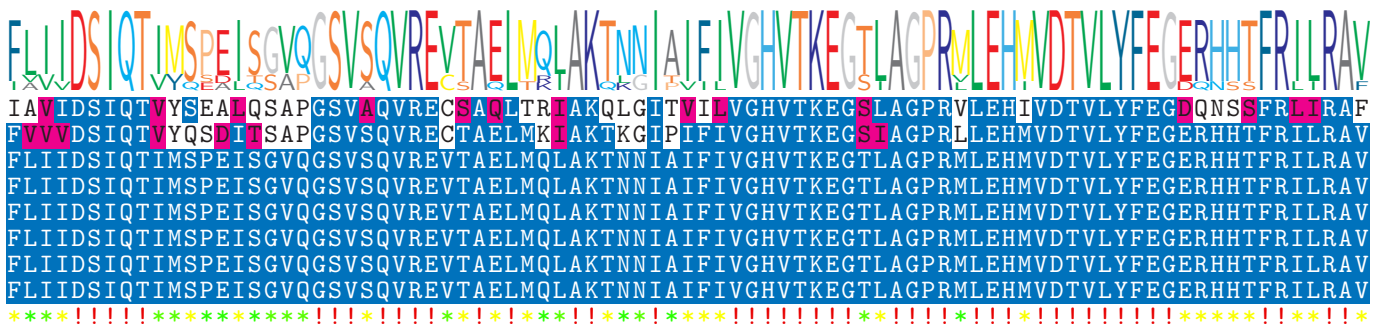 FLIIDSIQTIMSPEISGVQGSVSQVREVTAELMQLAKTNNIAIFIVGHVTKEGTLAGPRMLEHMVDTVLYFEGERHHTFRILRAV
IAVIDSIQTVYSEALQSAPGSVAQVRECSAQLTRIAKQLGITVILVGHVTKEGSLAGPRVLEHIVDTVLYFEGDQNSSFRLIRAF
FVVVDSIQTVYQSDITSAPGSVSQVRECTAELMKIAKTKGIPIFIVGHVTKEGSIAGPRLLEHMVDTVLYFEGERHHTFRILRAV
FLIIDSIQTIMSPEISGVQGSVSQVREVTAELMQLAKTNNIAIFIVGHVTKEGTLAGPRMLEHMVDTVLYFEGERHHTFRILRAV
FLIIDSIQTIMSPEISGVQGSVSQVREVTAELMQLAKTNNIAIFIVGHVTKEGTLAGPRMLEHMVDTVLYFEGERHHTFRILRAV
FLIIDSIQTIMSPEISGVQGSVSQVREVTAELMQLAKTNNIAIFIVGHVTKEGTLAGPRMLEHMVDTVLYFEGERHHTFRILRAV
FLIIDSIQTIMSPEISGVQGSVSQVREVTAELMQLAKTNNIAIFIVGHVTKEGTLAGPRMLEHMVDTVLYFEGERHHTFRILRAV
FLIIDSIQTIMSPEISGVQGSVSQVREVTAELMQLAKTNNIAIFIVGHVTKEGTLAGPRMLEHMVDTVLYFEGERHHTFRILRAV
FLIIDSIQTIMSPEISGVQGSVSQVREVTAELMQLAKTNNIAIFIVGHVTKEGTLAGPRMLEHMVDTVLYFEGERHHTFRILRAV
****!!!!!**********!!!*!!!!**!*!***!!***!****!!!!!!!!**!!!!*!!!*!!!!!!!!!*****!!**!!*